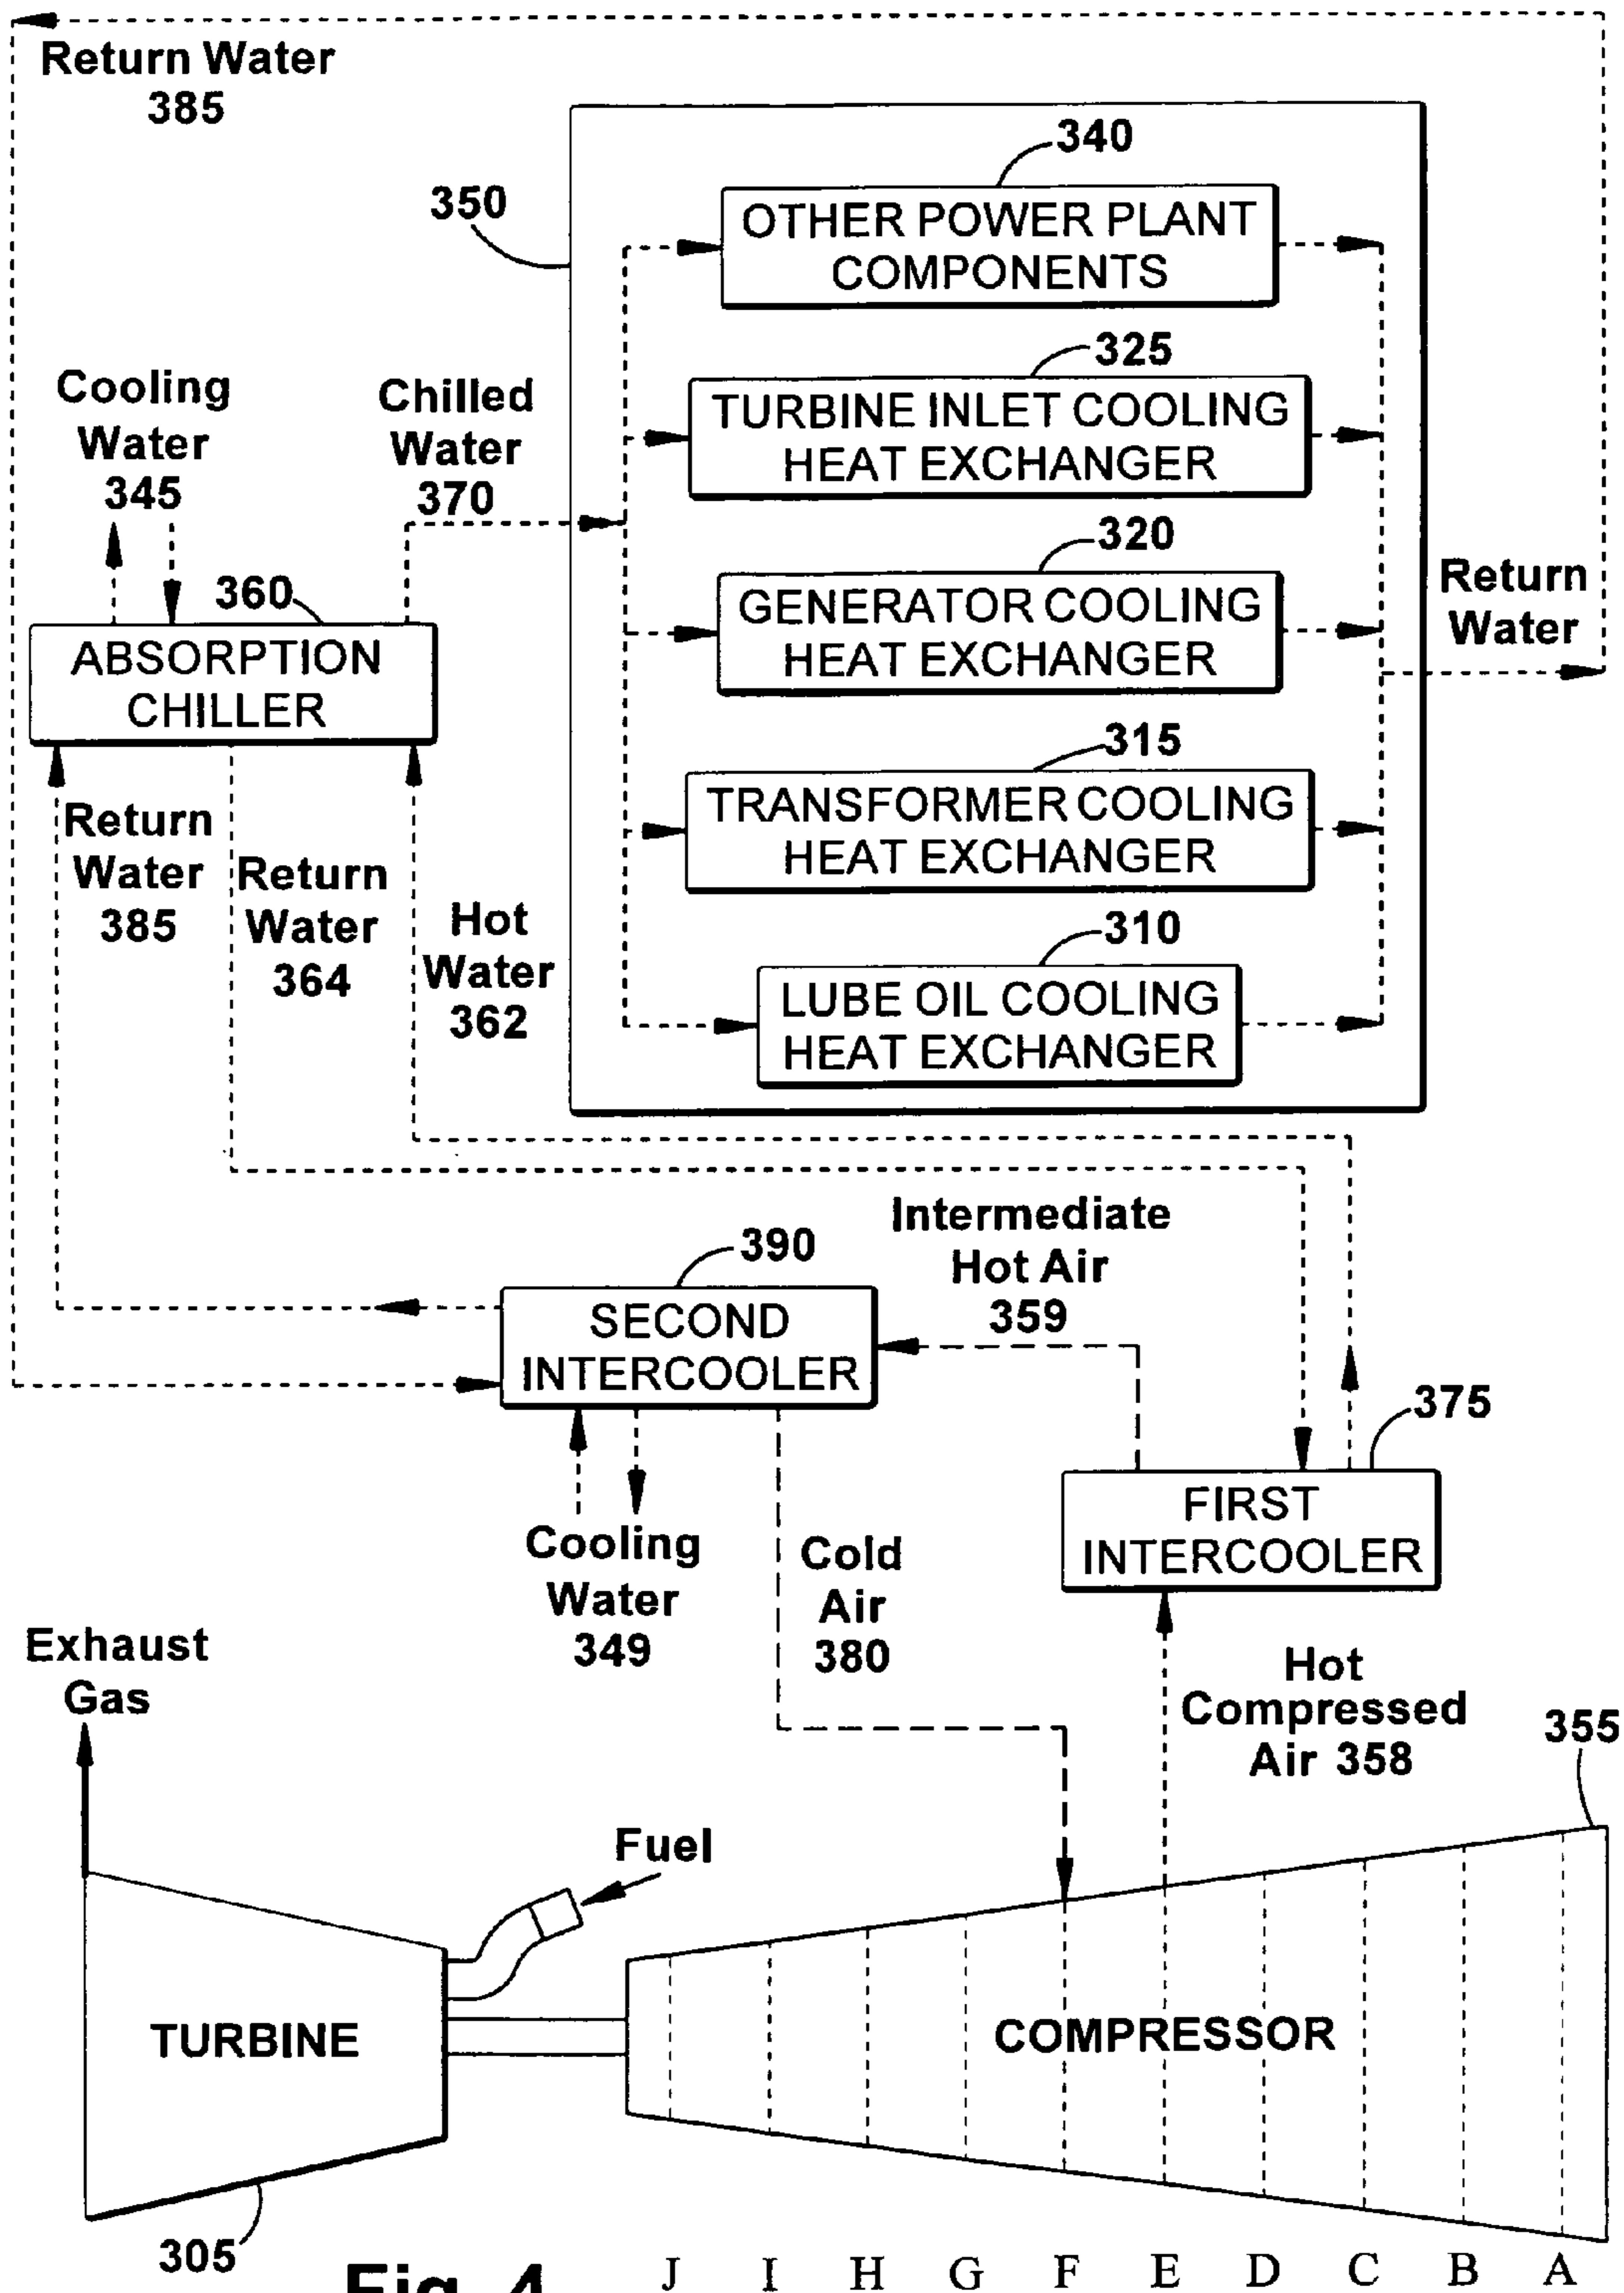 Return Water
385
340
350
OTHER POWER PLANT
COMPONENTS
325
Cooling
Water
345
Chilled
Water
370
TURBINE INLET COOLING
HEAT EXCHANGER
320
360
GENERATOR COOLING
HEAT EXCHANGER
Return
Water
ABSORPTION
CHILLER
315
TRANSFORMER COOLING
HEAT EXCHANGER
Return
Water
385
Return
Water
364
Hot
Water
362
310
LUBE OIL COOLING
HEAT EXCHANGER
Intermediate
Hot Air
359
390
SECOND
INTERCOOLER
375
FIRST
INTERCOOLER
Cooling
Water
349
Cold
Air
380
Exhaust
Gas
Hot
Compressed
Air 358
355
Fuel
TURBINE
COMPRESSOR
305
Fig. 4
J I H G F E D C B A